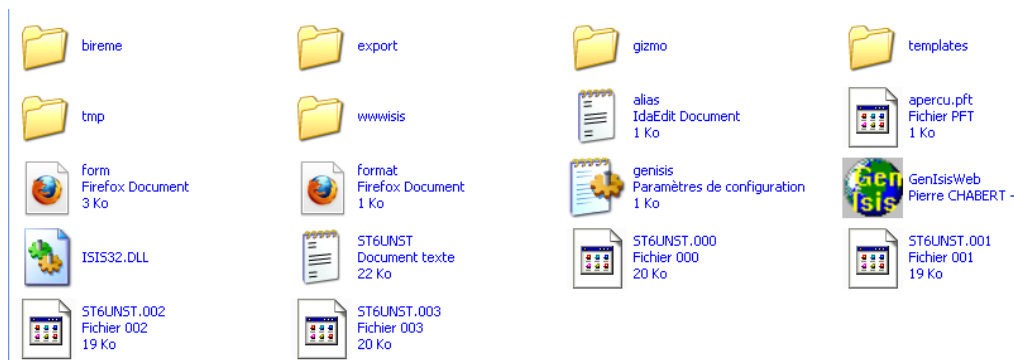 bireme
export
gizmo
templates
tmp
wwwisis
alias
IdaEdit Document
1 Ko
apercu.pft
Fichier PFT
1 Ko
form
Firefox Document
3 Ko
format
Firefox Document
1 Ko
genisis
Paramètres de configuration
1 Ko
Gen
Isis
GenIsisWeb
Pierre CHABERT -
ISIS32.DLL
ST6UNST
Document texte
22 Ko
ST6UNST.000
Fichier 000
20 Ko
ST6UNST.001
Fichier 001
19 Ko
ST6UNST.002
Fichier 002
19 Ko
ST6UNST.003
Fichier 003
20 Ko